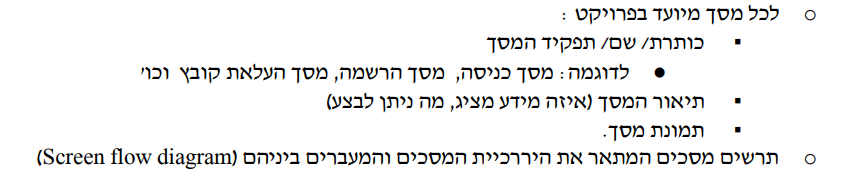 ○ לכל מסך מיועד בפרויקט :
▪ כותרת/ שם/ תפקיד המסך
● לדוגמה: מסך כניסה, מסך הרשמה, מסך העלאת קובץ וכו'
▪ תיאור המסך (איזה מידע מציג, מה ניתן לבצע)
▪ תמונת מסך.
○ תרשים מסכים המתאר את היררכיית המסכים והמעברים ביניהם (Screen flow diagram)